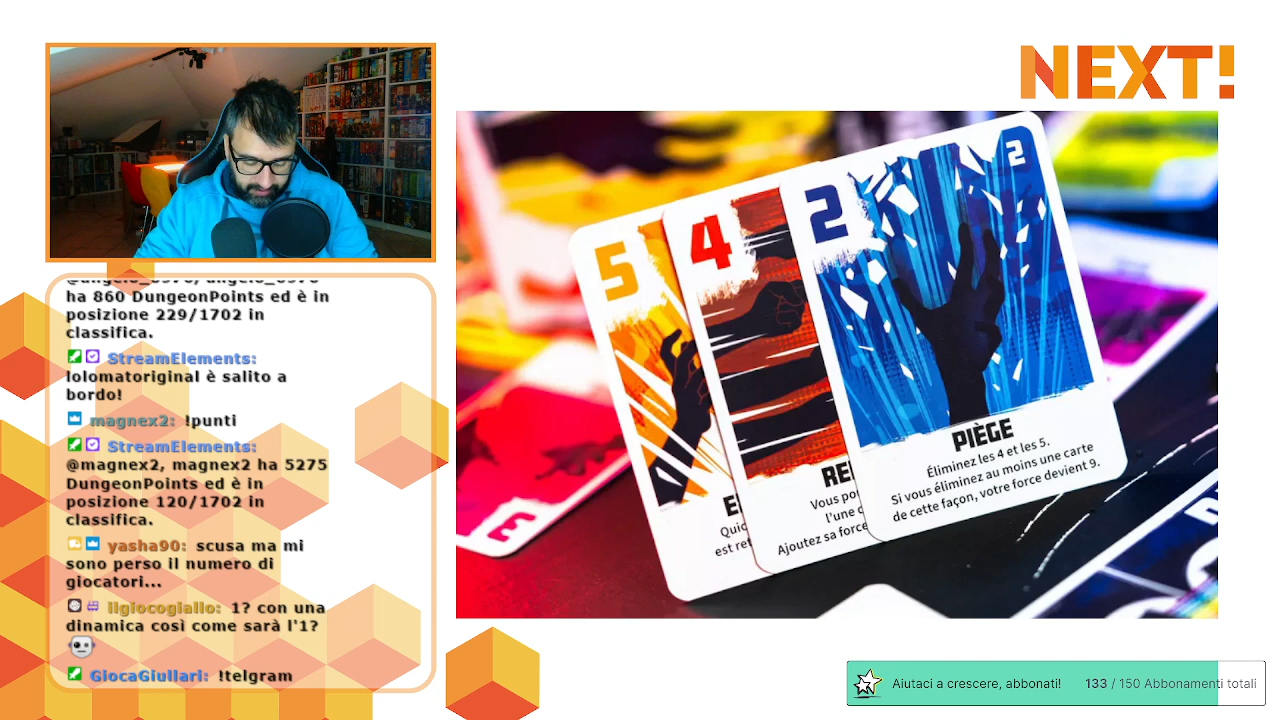 NEXT!
ha 860 DungeonPoints ed è in
posizione 229/1702 in
classifica.
StreamElements:
lolomatoriginal è salito a
bordo!
magnex2: !punti
StreamElements:
@magnex2, magnex2 ha 5275
DungeonPoints ed è in
posizione 120/1702 in
classifica.
yasha90: scusa ma mi
sono perso il numero di
giocatori...
ilgiocogiallo: 1? con una
dinamica così come sarà l'1?
GiocaGiullari: !telgram
5
4
2
2
PIÈGE
Éliminez les 4 et les 5.
Si vous éliminez au moins une carte
de cette façon, votre force devient 9.
Vous
l'une
Ajoutez sa force
est
Aiutaci a crescere, abbonati! 133 / 150 Abbonamenti totali